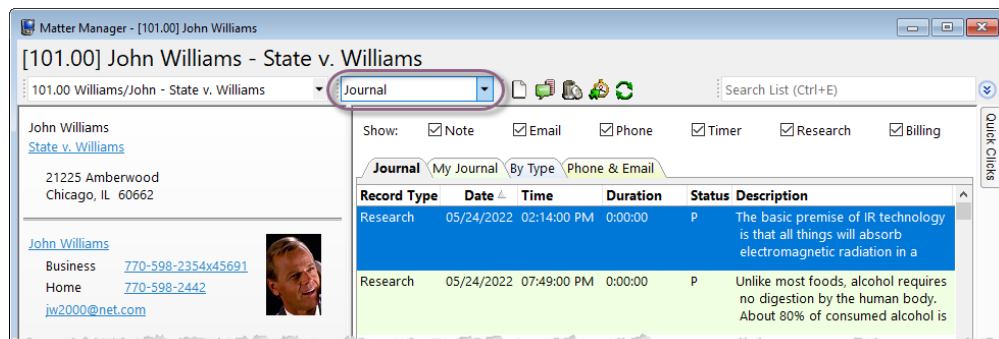 Matter Manager - [101.00] John Williams
[101.00] John Williams - State v. Williams
101.00 Williams/John - State v. Williams
Journal
Search List (Ctrl+E)
John Williams
State v. Williams
21225 Amberwood
Chicago, IL 60662
John Williams
Business 770-598-2354x45691
Home 770-598-2442
jw2000@net.com
Show: Note Email Phone Timer Research Billing
Journal My Journal By Type Phone & Email
Record Type Date Time Duration Status Description
Research 05/24/2022 02:14:00 PM 0:00:00 P The basic premise of IR technology
is that all things will absorb
electromagnetic radiation in a
Research 05/24/2022 07:49:00 PM 0:00:00 P Unlike most foods, alcohol requires
no digestion by the human body.
About 80% of consumed alcohol is
Quick Clicks